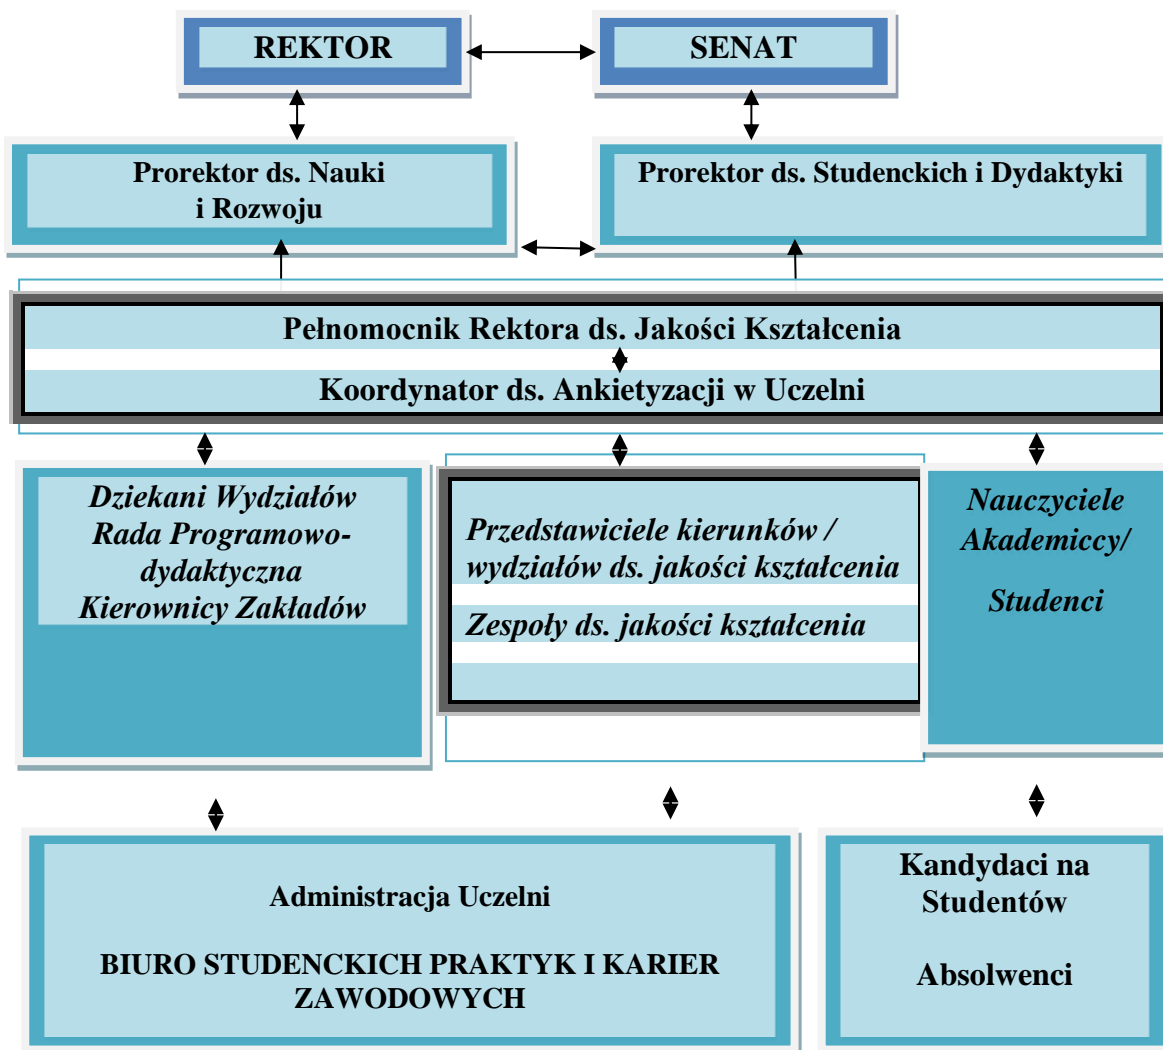 REKTOR
SENAT
Prorektor ds. Nauki
i Rozwoju
Prorektor ds. Studenckich i Dydaktyki
Pełnomocnik Rektora ds. Jakości Kształcenia
Koordynator ds. Ankietyzacji w Uczelni
Dziekani Wydziałów
Rada Programowo-
dydaktyczna
Kierownicy Zakładów
Przedstawiciele kierunków /
wydziałów ds. jakości kształcenia
Zespoły ds. jakości kształcenia
Nauczyciele
Akademiccy/
Studenci
Administracja Uczelni
BIURO STUDENCKICH PRAKTYK I KARIER
ZAWODOWYCH
Kandydaci na
Studentów
Absolwenci